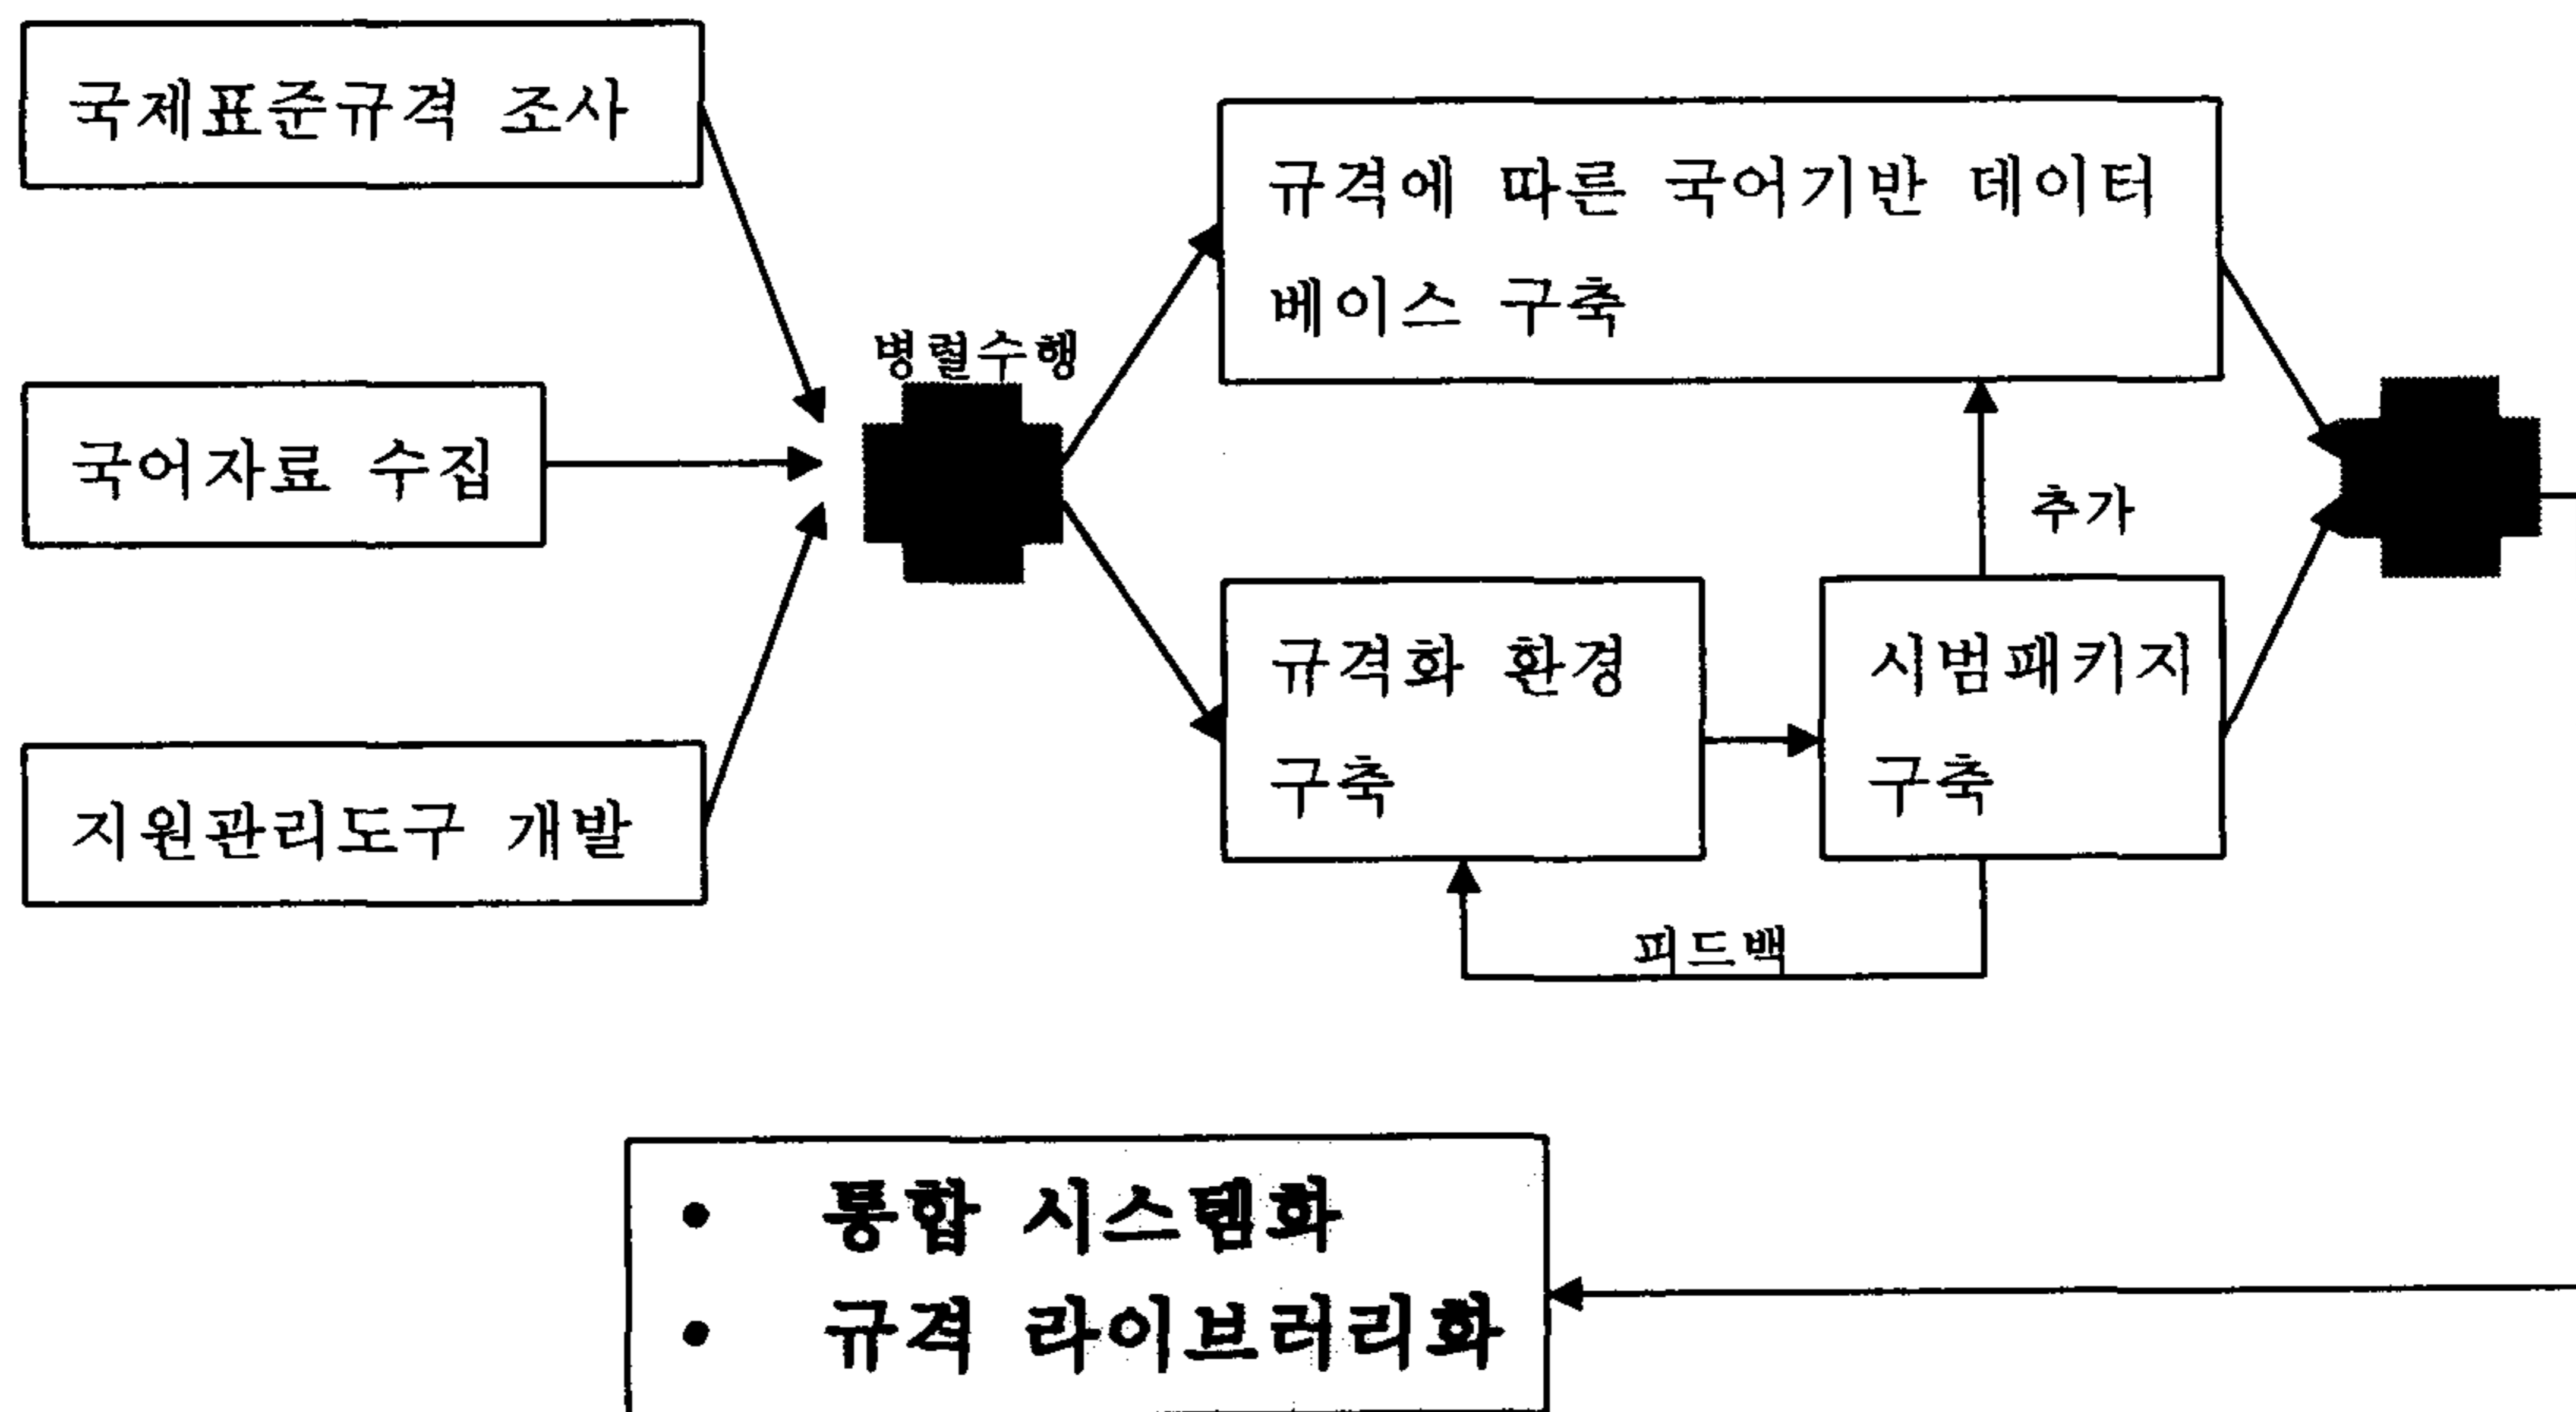 국제표준규격 조사
국어자료 수집
지원관리도구 개발
병렬수행
규격에 따른 국어기반 데이터
베이스 구축
추가
규격화 환경
구축
시범패키지
구축
피드백
• 통합 시스템화
• 규격 라이브러리화